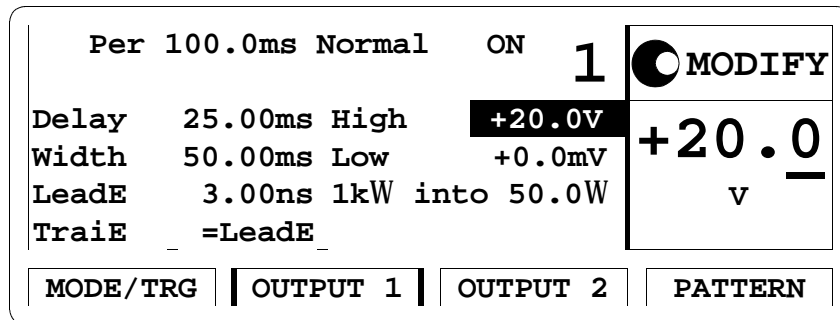 Per 100.0ms Normal ON 1 MODIFY
Delay 25.00ms High +20.0V +20.0
Width 50.00ms Low +0.0mV
LeadE 3.00ns 1kW into 50.0W V
TraiE =LeadE
MODE/TRG OUTPUT 1 OUTPUT 2 PATTERN